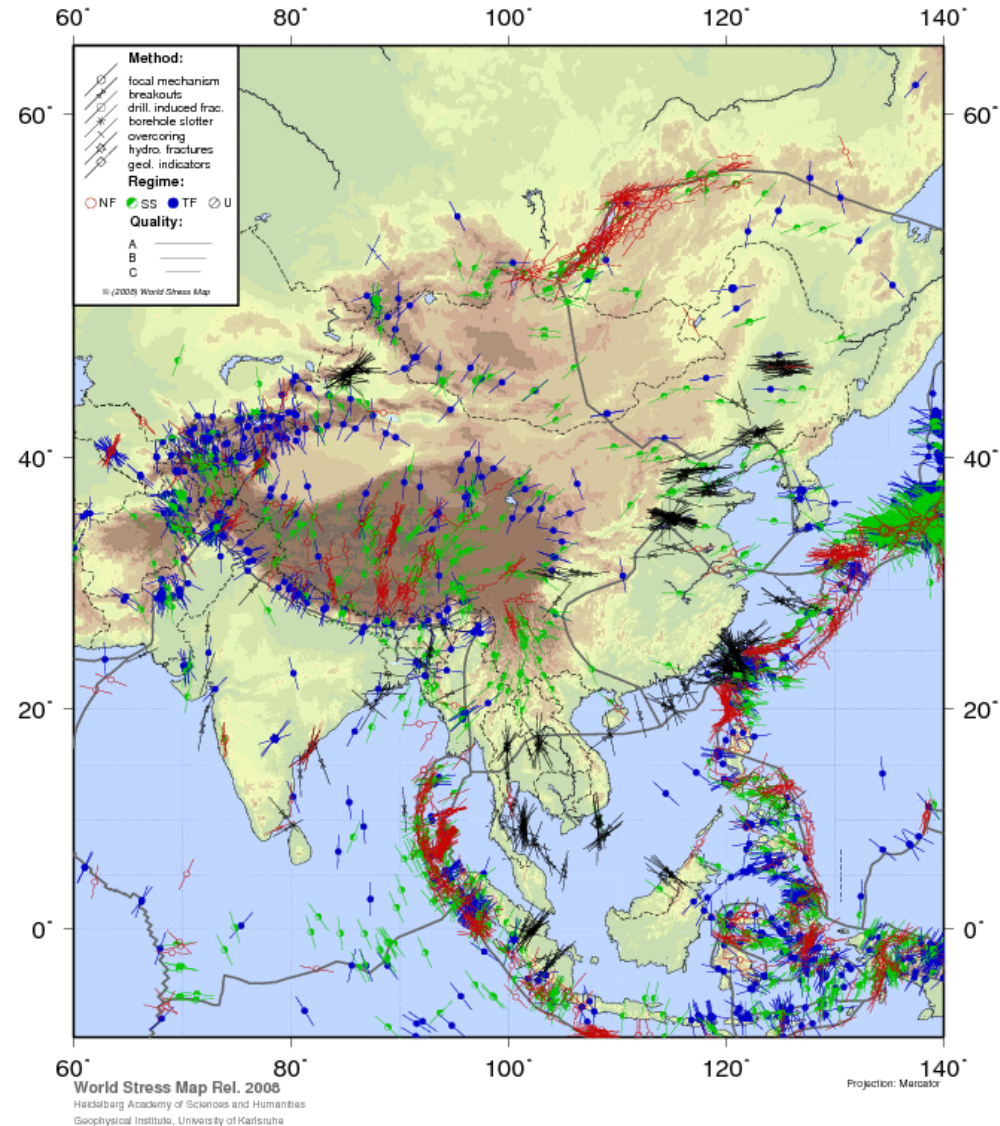 60° 80° 100° 120° 140°
Method:
focal mechanism
breakouts
drill. induced frac.
borehole slotter
overcoring
hydro. fractures
geol. indicators
Regime:
NF SS TF U
Quality:
A
B
C
© (2008) World Stress Map
60° 60°
40° 40°
20° 20°
0° 0°
60° 80° 100° 120° 140°
World Stress Map Rel. 2008
Projection: Mercator
Heidelberg Academy of Sciences and Humanities
Geophysical Institute, University of Karlsruhe